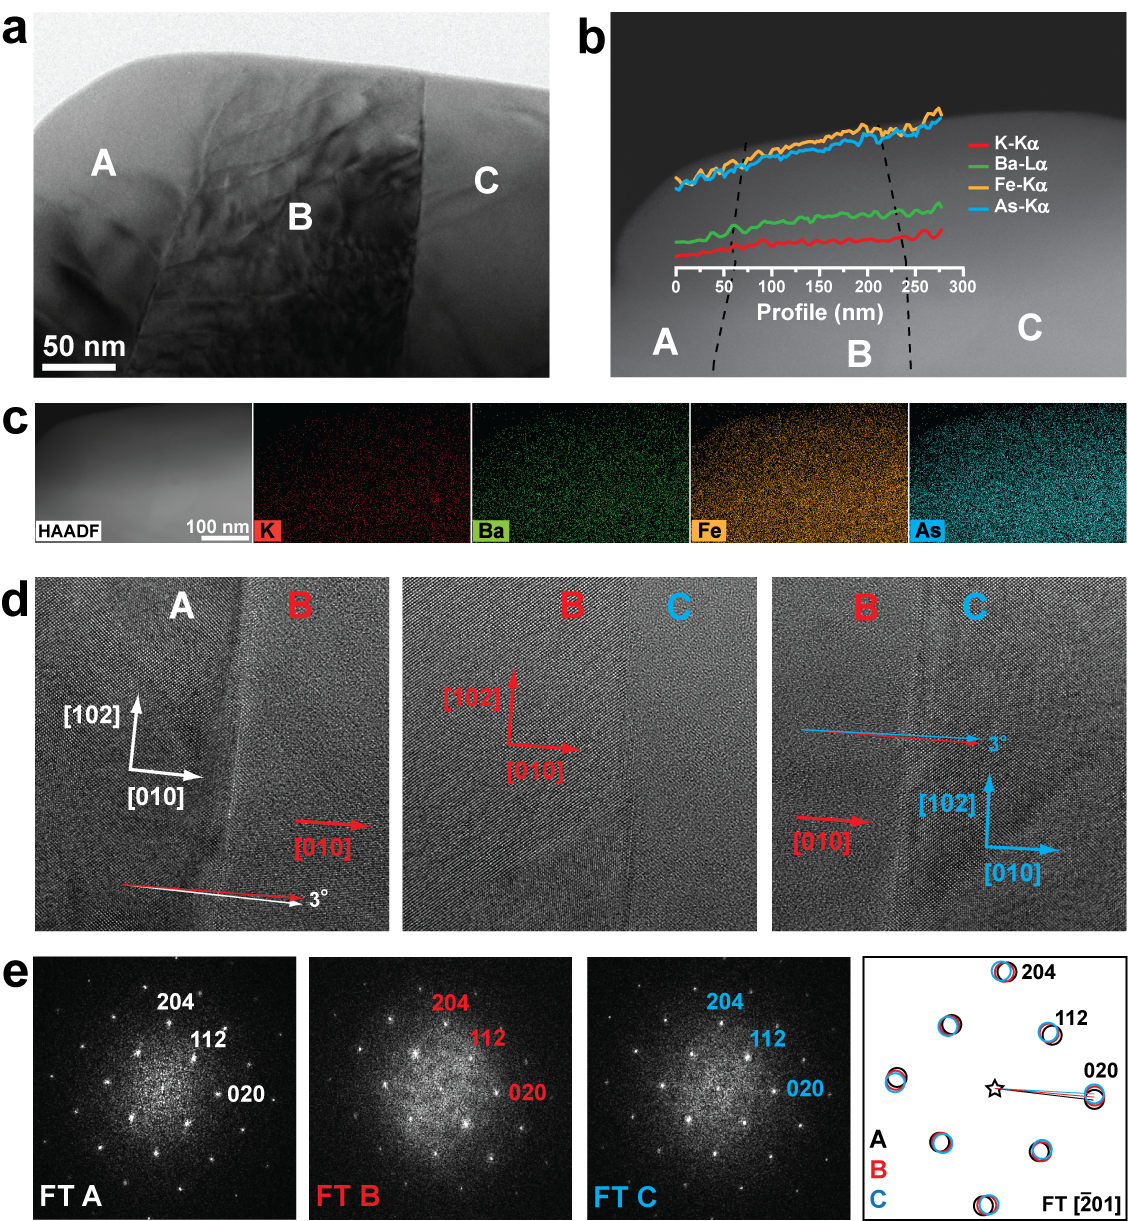 a
A
B
C
50 nm
b
K-Kα
Ba-Lα
Fe-Kα
As-Kα
0 50 100 150 200 250 300
Profile (nm)
A
B
C
c
HAADF
100 nm
K
Ba
Fe
As
d
A B
[102]
[010]
[010]
3°
B C
[102]
[010]
B C
3°
[102]
[010]
[010]
e
204
112
020
FT A
204
112
020
FT B
204
112
020
FT C
204
112
020
A
B
C
FT [2̅01]